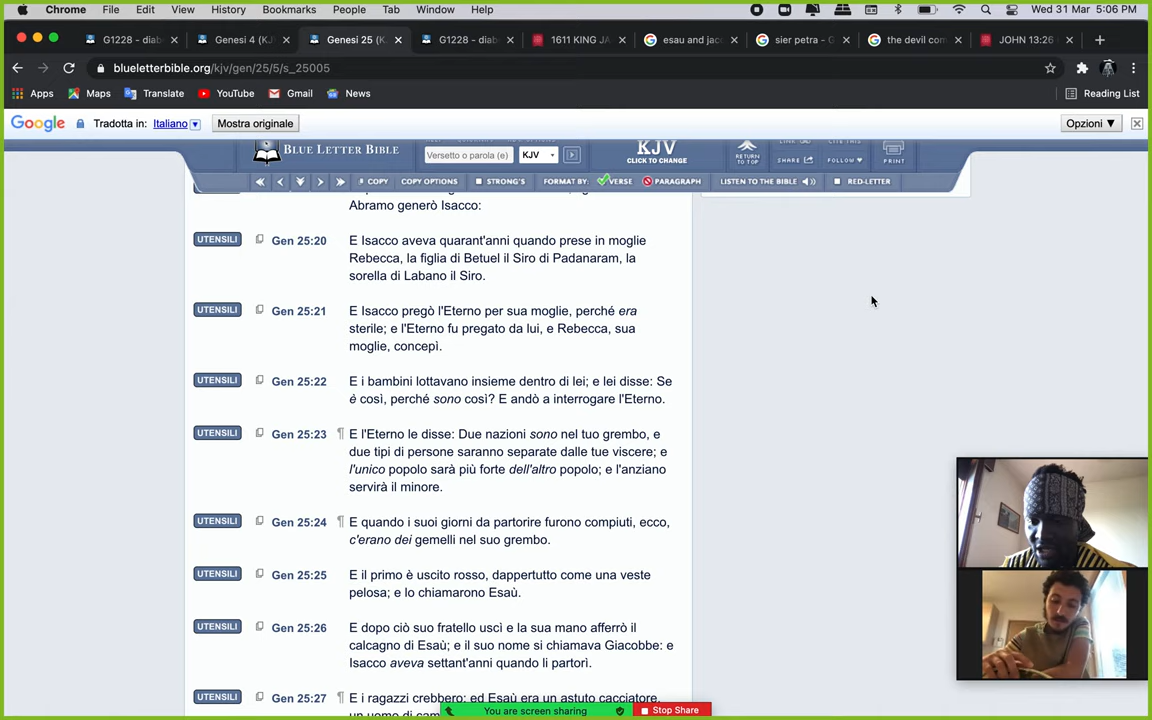 Chrome File Edit View History Bookmarks People Tab Window Help Wed 31 Mar 5:06 PM
G1228 - diab Genesi 4 (KJ Genesi 25 (K G1228 - diab 1611 KING JA esau and jac sier petra - G the devil com JOHN 13:26
blueletterbible.org/kjv/gen/25/5/s_25005
Apps Maps Translate YouTube Gmail News Reading List
Google Tradotta in: Italiano Mostra originale Opzioni ▼
BLUE LETTER BIBLE Versetto o parola (e) KJV KJV CLICK TO CHANGE RETURN TO TOP SHARE FOLLOW PRINT
COPY COPY OPTIONS STRONG'S FORMAT BY: VERSE PARAGRAPH LISTEN TO THE BIBLE RED-LETTER
Abramo generò Isacco:
UTENSILI Gen 25:20 E Isacco aveva quarant'anni quando prese in moglie
Rebecca, la figlia di Betuel il Siro di Padanaram, la
sorella di Labano il Siro.
UTENSILI Gen 25:21 E Isacco pregò l'Eterno per sua moglie, perché era
sterile; e l'Eterno fu pregato da lui, e Rebecca, sua
moglie, concepì.
UTENSILI Gen 25:22 E i bambini lottavano insieme dentro di lei; e lei disse: Se
è così, perché sono così? E andò a interrogare l'Eterno.
UTENSILI Gen 25:23 ¶ E l'Eterno le disse: Due nazioni sono nel tuo grembo, e
due tipi di persone saranno separate dalle tue viscere; e
l'unico popolo sarà più forte dell'altro popolo; e l'anziano
servirà il minore.
UTENSILI Gen 25:24 ¶ E quando i suoi giorni da partorire furono compiuti, ecco,
c'erano dei gemelli nel suo grembo.
UTENSILI Gen 25:25 E il primo è uscito rosso, dappertutto come una veste
pelosa; e lo chiamarono Esaù.
UTENSILI Gen 25:26 E dopo ciò suo fratello uscì e la sua mano afferrò il
calcagno di Esaù; e il suo nome si chiamava Giacobbe: e
Isacco aveva settant'anni quando li partorì.
UTENSILI Gen 25:27 ¶ E i ragazzi crebbero: ed Esaù era un astuto cacciatore,
un uomo di
You are screen sharing Stop Share